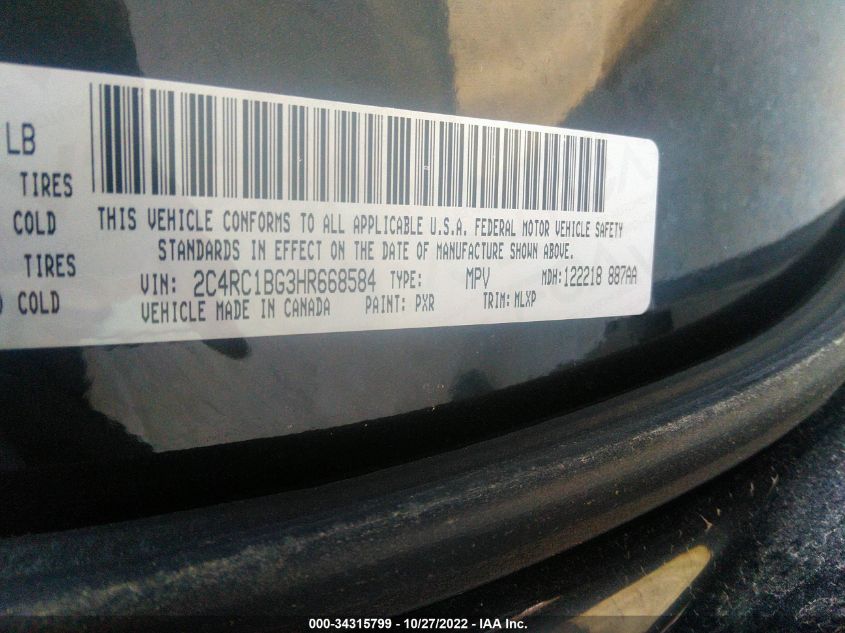 LB
TIRES
COLD
TIRES
COLD
THIS VEHICLE CONFORMS TO ALL APPLICABLE U.S.A. FEDERAL MOTOR VEHICLE SAFETY
STANDARDS IN EFFECT ON THE DATE OF MANUFACTURE SHOWN ABOVE.
VIN: 2C4RC1BG3HR668584 TYPE: MPV MDH: 122218 887AA
VEHICLE MADE IN CANADA PAINT: PXR TRIM: MLXP
000-34315799 - 10/27/2022 - IAA Inc.